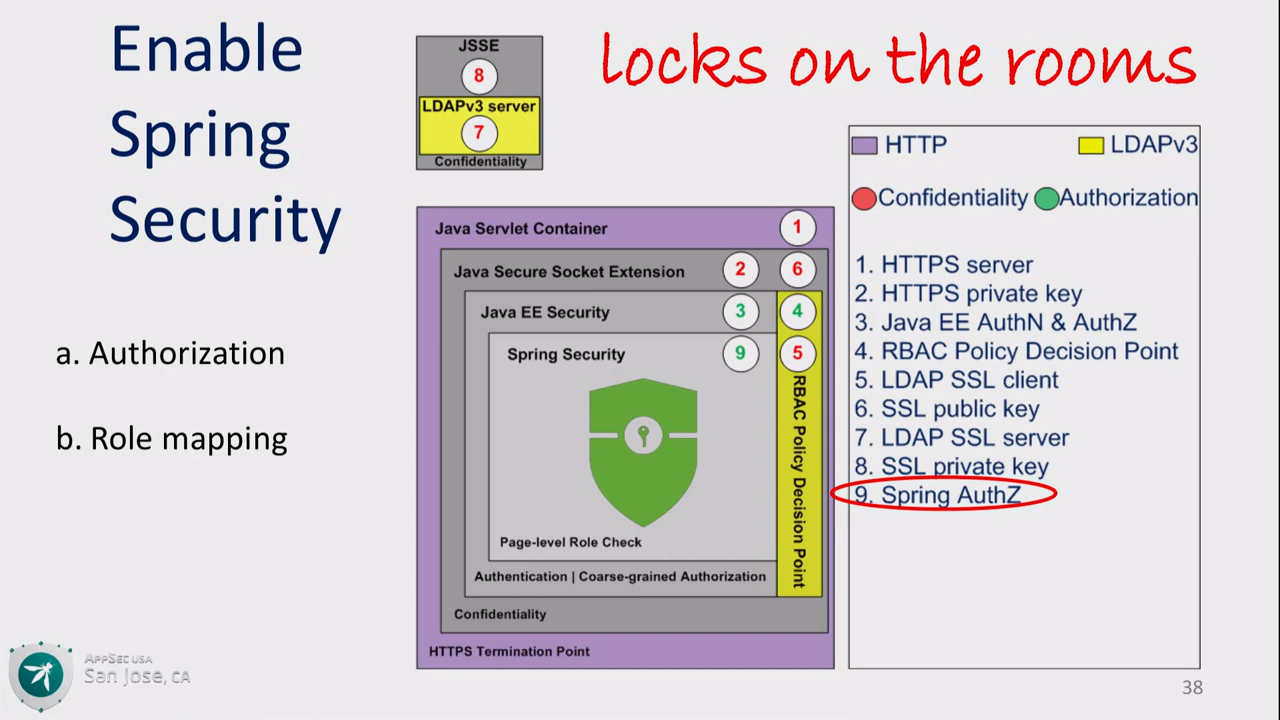 Enable
Spring
Security
a. Authorization
b. Role mapping
locks on the rooms
JSSE
8
LDAPv3 server
7
Confidentiality
Java Servlet Container 1
Java Secure Socket Extension 2 6
Java EE Security 3 4
Spring Security 9 5
RBAC Policy Decision Point
Page-level Role Check
Authentication | Coarse-grained Authorization
Confidentiality
HTTPS Termination Point
HTTP LDAPv3
Confidentiality Authorization
1. HTTPS server
2. HTTPS private key
3. Java EE AuthN & AuthZ
4. RBAC Policy Decision Point
5. LDAP SSL client
6. SSL public key
7. LDAP SSL server
8. SSL private key
9. Spring AuthZ
AppSec USA
San Jose, CA
38